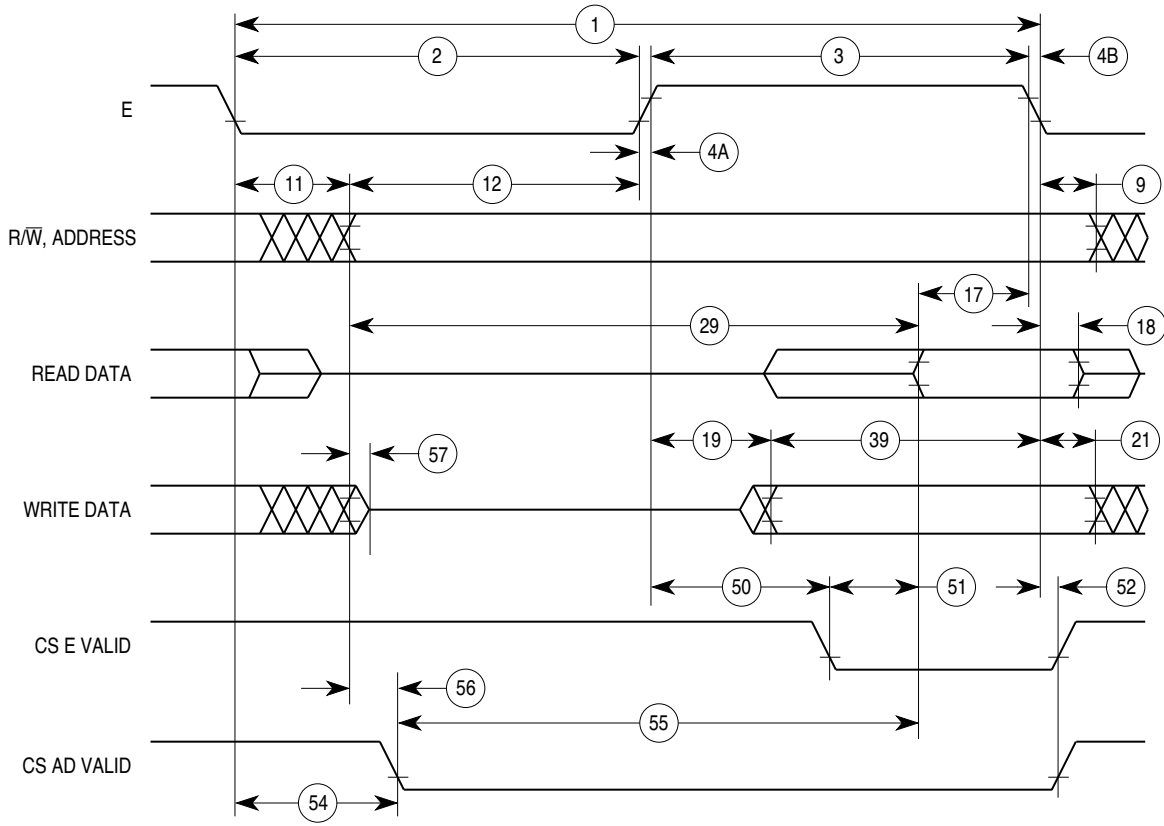 1
2
3
4B
E
4A
11
12
9
R/W̅, ADDRESS
17
29
18
READ DATA
19
39
21
57
WRITE DATA
50
51
52
CS E VALID
56
55
CS AD VALID
54